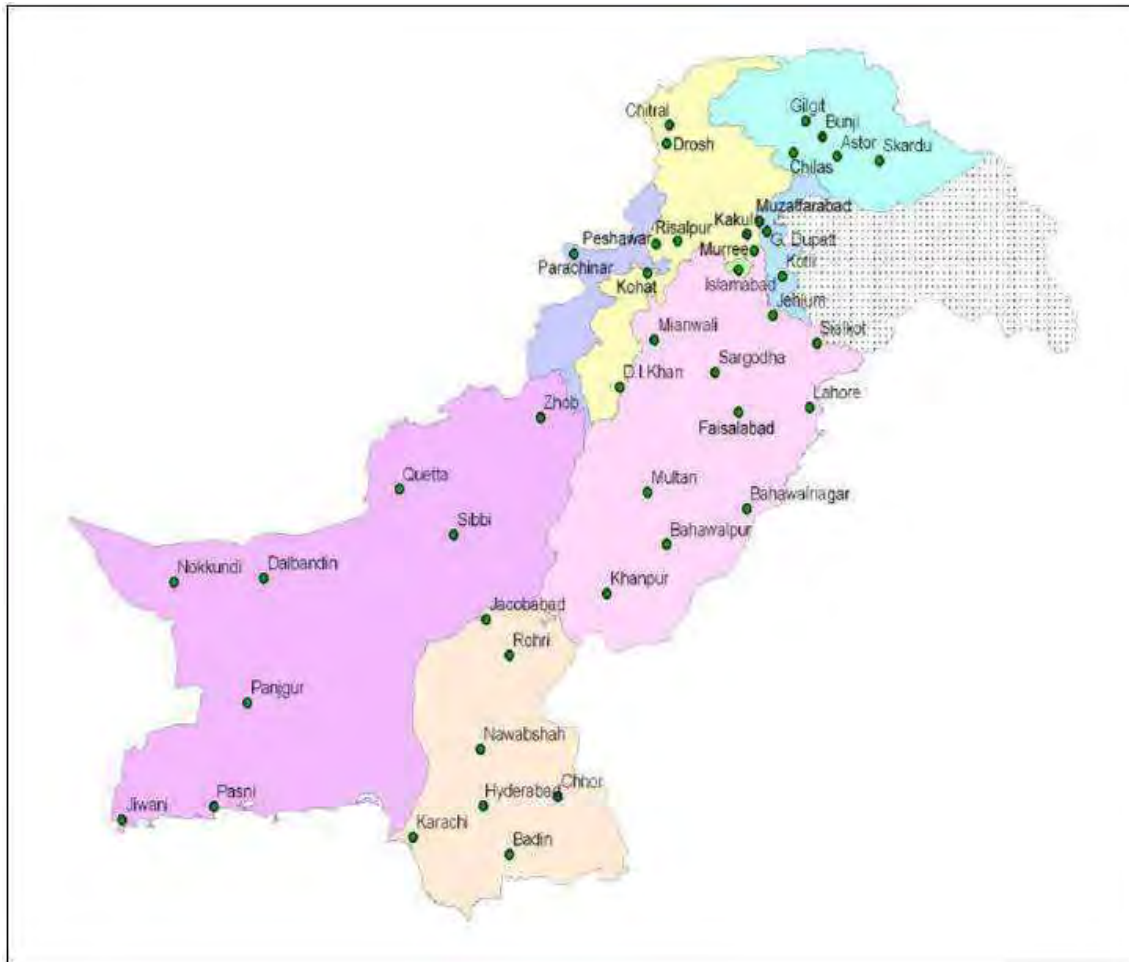 Gilgit
Chitral
Bunji
Drosh
Astor
Skardu
Chilas
Muzaffarabad
Kakul
Risalpur
Peshawar
G. Dupatt
Murree
Parachinar
Kotli
Kohat
Islamabad
Jehlum
Mianwali
Sialkot
Sargodha
D.I.Khan
Lahore
Zhob
Faisalabad
Quetta
Multan
Bahawalnagar
Sibbi
Bahawalpur
Nokkundi
Dalbandin
Khanpur
Jacobabad
Rohri
Panjgur
Nawabshah
Chhor
Hyderabad
Pasni
Jiwani
Karachi
Badin